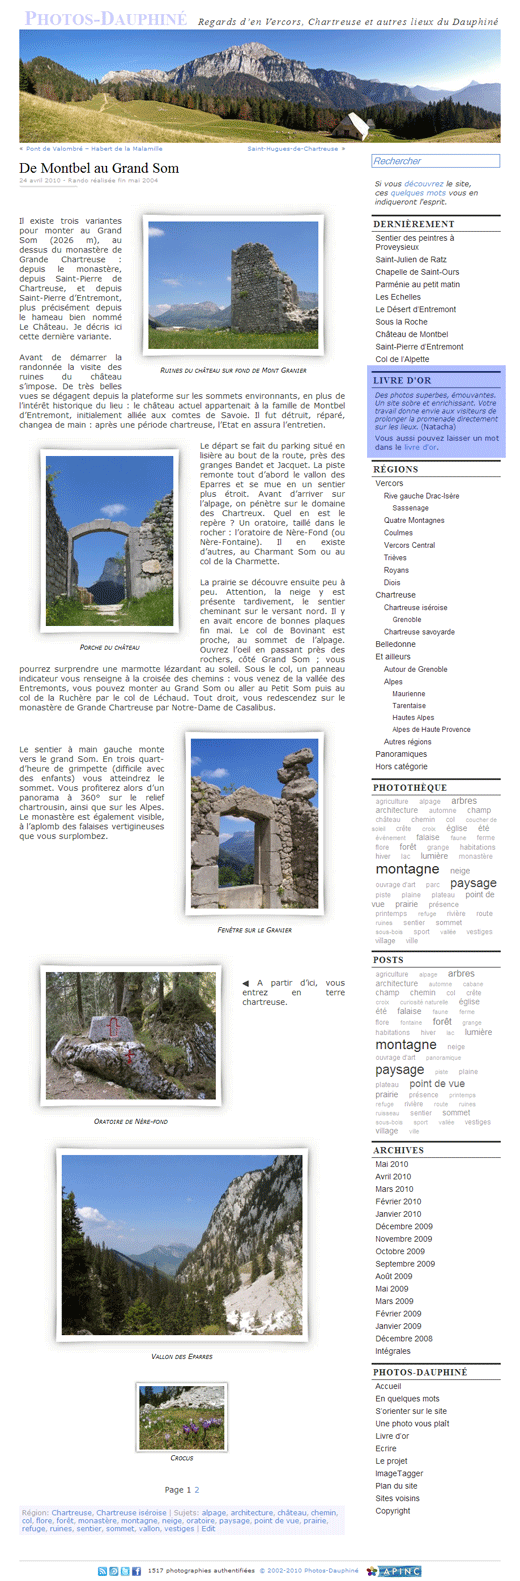 PHOTOS-DAUPHINÉ Regards d'en Vercors, Chartreuse et autres lieux du Dauphiné
« Pont de Valombré – Habert de la Malamille
Saint-Hugues-de-Chartreuse »
De Montbel au Grand Som
24 avril 2010 - Rando réalisée fin mai 2004
Il existe trois variantes
pour monter au Grand
Som (2026 m), au
dessus du monastère de
Grande Chartreuse :
depuis le monastère,
depuis Saint-Pierre de
Chartreuse, et depuis
Saint-Pierre d'Entremont,
plus précisément depuis
le hameau bien nommé
Le Château. Je décris ici
cette dernière variante.
RUINES DU CHÂTEAU SUR FOND DE MONT GRANIER
Avant de démarrer la
randonnée la visite des
ruines du château
s'impose. De très belles
vues se dégagent depuis la plateforme sur les sommets environnants, en plus de
l'intérêt historique du lieu : le château actuel appartenait à la famille de Montbel
d'Entremont, initialement alliée aux comtes de Savoie. Il fut détruit, réparé,
changea de main : après une période chartreuse, l'Etat en assura l'entretien.
Le départ se fait du parking situé en
lisière au bout de la route, près des
granges Bandet et Jacquet. La piste
remonte tout d'abord le vallon des
Eparres et se mue en un sentier
plus étroit. Avant d'arriver sur
l'alpage, on pénètre sur le domaine
des Chartreux. Quel en est le
repère ? Un oratoire, taillé dans le
rocher : l'oratoire de Nère-Fond (ou
Nère-Fontaine). Il en existe
d'autres, au Charmant Som ou au
col de la Charmette.
PORCHE DU CHÂTEAU
La prairie se découvre ensuite peu à
peu. Attention, la neige y est
présente tardivement, le sentier
cheminant sur le versant nord. Il y
en avait encore de bonnes plaques
fin mai. Le col de Bovinant est
proche, au sommet de l'alpage.
Ouvrez l'oeil en passant près des
rochers, côté Grand Som ; vous
pourrez surprendre une marmotte lézardant au soleil. Sous le col, un panneau
indicateur vous renseigne à la croisée des chemins : vous venez de la vallée des
Entremonts, vous pouvez monter au Grand Som ou aller au Petit Som puis au
col de la Ruchère par le col de Léchaud. Tout droit, vous redescendez sur le
monastère de Grande Chartreuse par Notre-Dame de Casalibus.
Le sentier à main gauche monte
vers le grand Som. En trois quart-
d'heure de grimpette (difficile avec
des enfants) vous atteindrez le
sommet. Vous profiterez alors d'un
panorama à 360° sur le relief
chartrousin, ainsi que sur les Alpes.
Le monastère est également visible,
à l'aplomb des falaises vertigineuses
que vous surplombez.
FENÊTRE SUR LE GRANIER
◄ A partir d'ici, vous
entrez en terre
chartreuse.
ORATOIRE DE NÈRE-FOND
VALLON DES EPARRES
CROCUS
Page 1 2
Région: Chartreuse, Chartreuse iséroise | Sujets: alpage, architecture, château, chemin,
col, flore, forêt, monastère, montagne, neige, oratoire, paysage, point de vue, prairie,
refuge, ruines, sentier, sommet, vallon, vestiges | Edit
Rechercher
Si vous découvrez le site,
ces quelques mots vous en
indiqueront l'esprit.
DERNIÈREMENT
Sentier des peintres à
Proveysieux
Saint-Julien de Ratz
Chapelle de Saint-Ours
Parménie au petit matin
Les Echelles
Le Désert d'Entremont
Sous la Roche
Château de Montbel
Saint-Pierre d'Entremont
Col de l'Alpette
LIVRE D'OR
Des photos superbes, émouvantes.
Un site sobre et enrichissant. Votre
travail donne envie aux visiteurs de
prolonger la promenade directement
sur les lieux. (Natacha)
Vous aussi pouvez laisser un mot
dans le livre d'or.
RÉGIONS
Vercors
Rive gauche Drac-Isère
Sassenage
Quatre Montagnes
Coulmes
Vercors Central
Trièves
Royans
Diois
Chartreuse
Chartreuse iséroise
Grenoble
Chartreuse savoyarde
Belledonne
Et ailleurs
Autour de Grenoble
Alpes
Maurienne
Tarentaise
Hautes Alpes
Alpes de Haute Provence
Autres régions
Panoramiques
Hors catégorie
PHOTOTHÈQUE
agriculture alpage arbres
architecture automne champ
château chemin col coucher de
soleil crête croix église été
évènement falaise faune ferme
flore forêt grange habitations
hiver lac lumière monastère
montagne neige
ouvrage d'art parc paysage
piste plaine plateau point de
vue prairie présence
printemps refuge rivière route
ruines sentier sommet
sous-bois sport vallée vestiges
village ville
POSTS
agriculture alpage arbres
architecture automne cabane
champ chemin col crête
croix curiosité naturelle église
été falaise faune ferme
flore fontaine forêt grange
habitations hiver lac lumière
montagne neige
ouvrage d'art panoramique
paysage piste plaine
plateau point de vue
prairie présence printemps
refuge rivière route ruines
ruisseau sentier sommet
sous-bois sport vallée vestiges
village ville
ARCHIVES
Mai 2010
Avril 2010
Mars 2010
Février 2010
Janvier 2010
Décembre 2009
Novembre 2009
Octobre 2009
Septembre 2009
Août 2009
Mai 2009
Mars 2009
Février 2009
Janvier 2009
Décembre 2008
Intégrales
PHOTOS-DAUPHINÉ
Accueil
En quelques mots
S'orienter sur le site
Une photo vous plaît
Livre d'or
Ecrire
Le projet
ImageTagger
Plan du site
Sites voisins
Copyright
1517 photographies authentifiées © 2002-2010 Photos-Dauphiné APINC